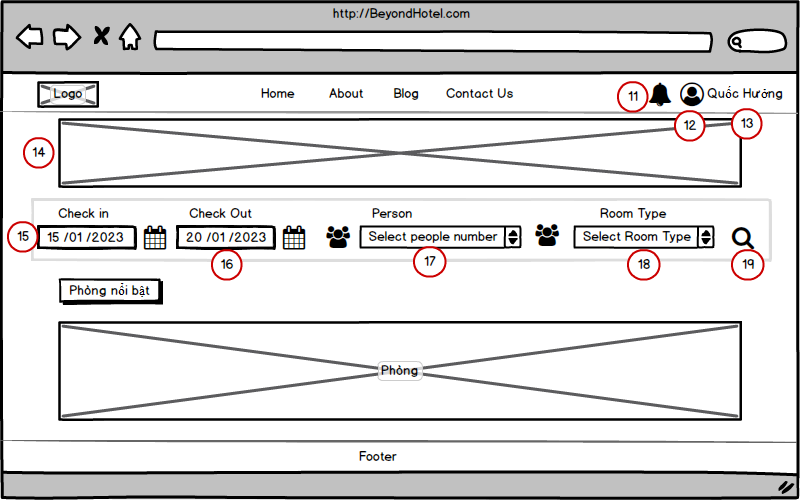 http://BeyondHotel.com
Logo Home About Blog Contact Us 11 Quốc Hướng
12 13
14
Check in Check Out Person Room Type
15 15 /01 /2023 20 /01 /2023 Select people number Select Room Type
16 17 18 19
Phòng nổi bật
Phòng
Footer